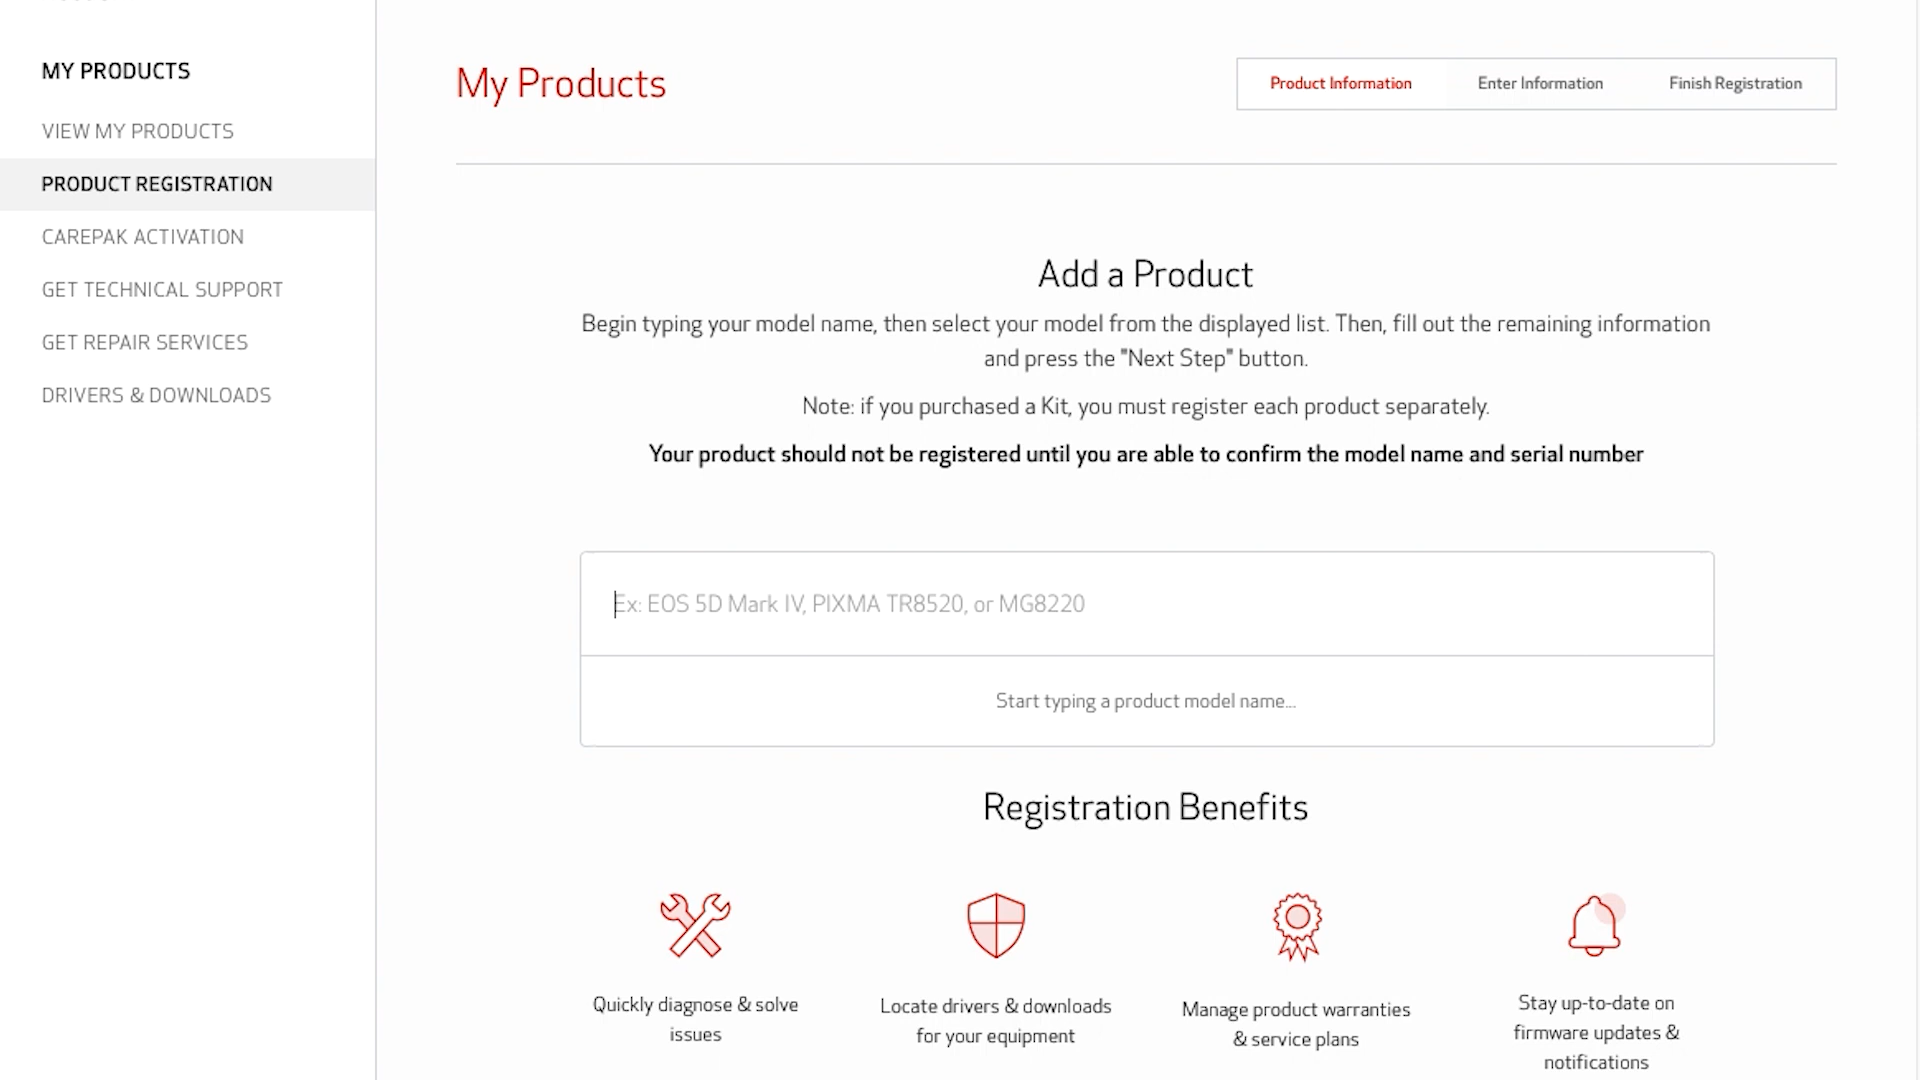 MY PRODUCTS
VIEW MY PRODUCTS
PRODUCT REGISTRATION
CAREPAK ACTIVATION
GET TECHNICAL SUPPORT
GET REPAIR SERVICES
DRIVERS & DOWNLOADS
My Products
Product Information
Enter Information
Finish Registration
Add a Product
Begin typing your model name, then select your model from the displayed list. Then, fill out the remaining information
and press the "Next Step" button.
Note: if you purchased a Kit, you must register each product separately.
Your product should not be registered until you are able to confirm the model name and serial number
Ex: EOS 5D Mark IV, PIXMA TR8520, or MG8220
Start typing a product model name...
Registration Benefits
Quickly diagnose & solve
issues
Locate drivers & downloads
for your equipment
Manage product warranties
& service plans
Stay up-to-date on
firmware updates &
notifications